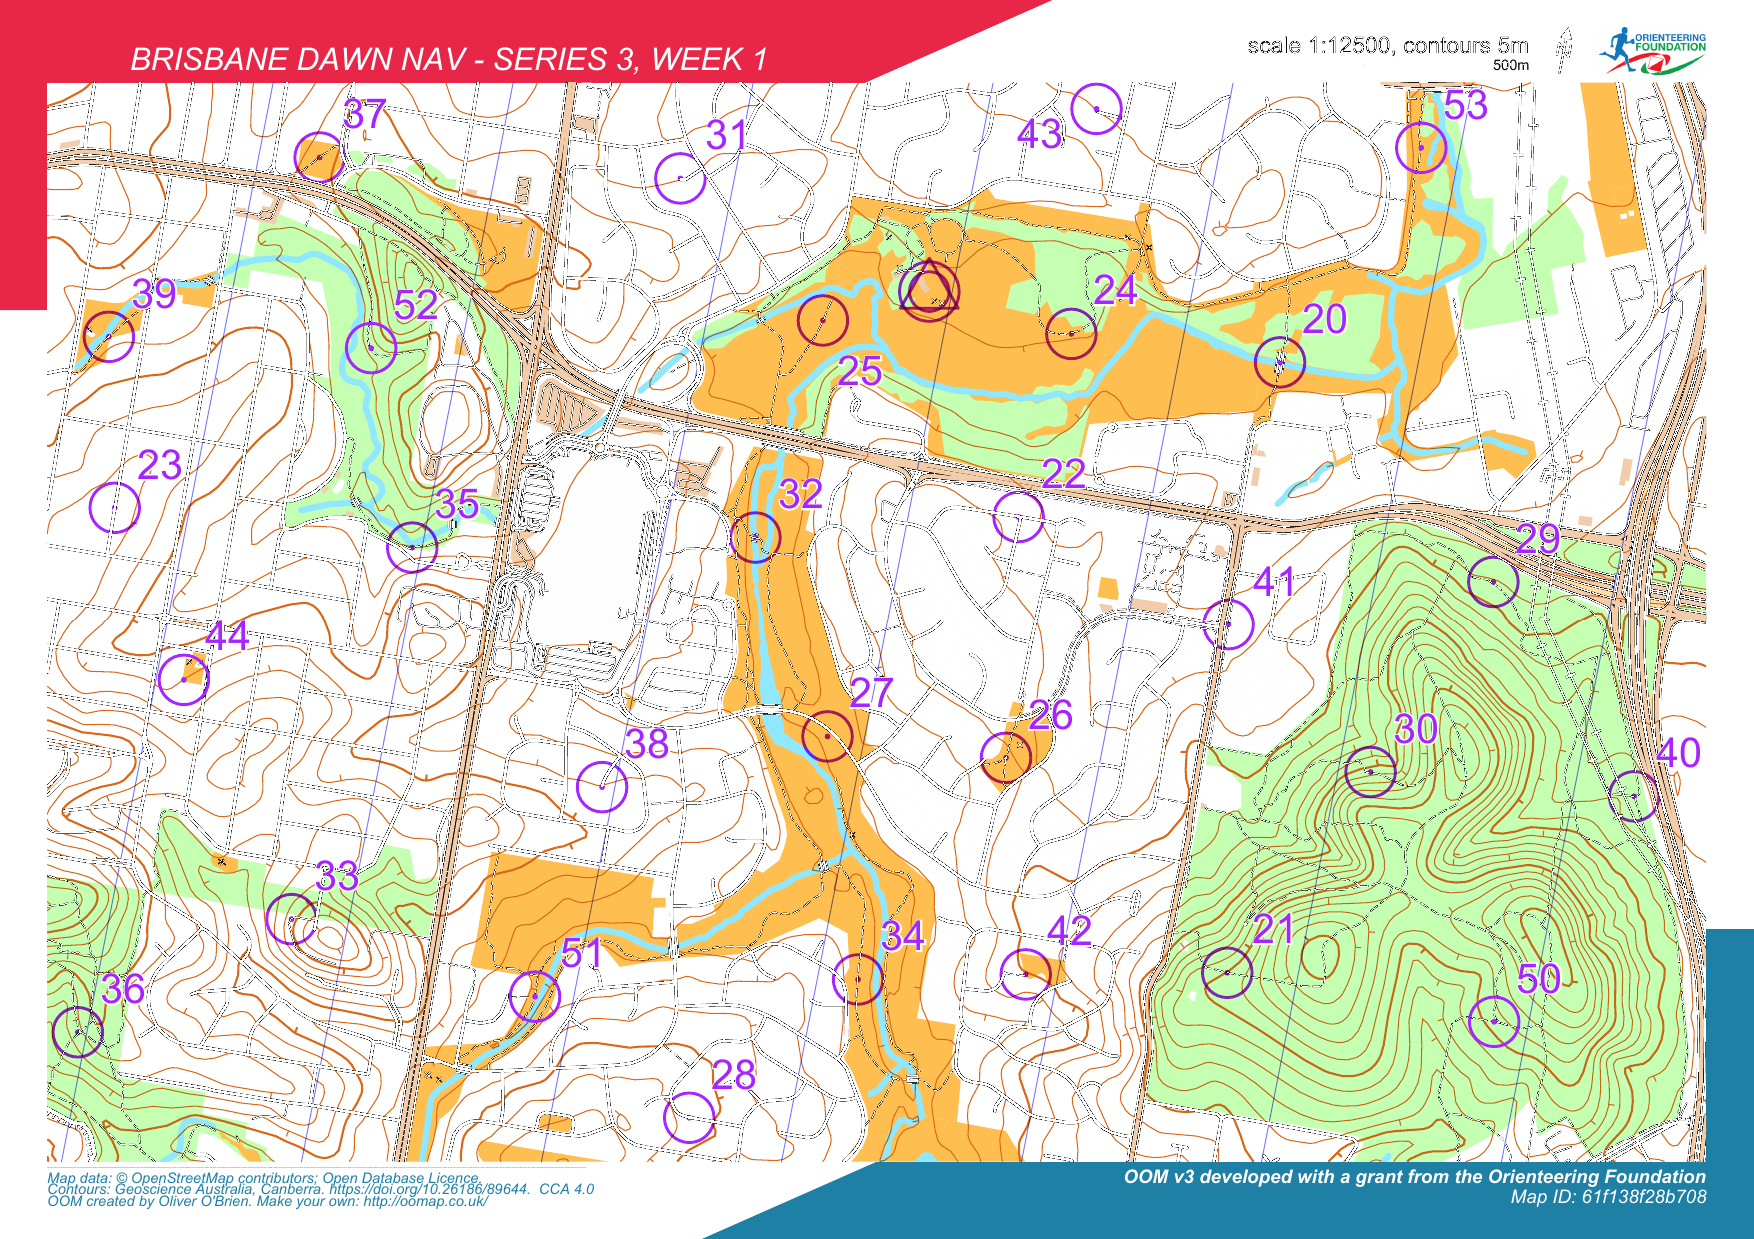 BRISBANE DAWN NAV - SERIES 3, WEEK 1
scale 1:12500, contours 5m
500m
ORIENTEERING
FOUNDATION
37
31
43
53
39
52
24
20
25
23
35
32
22
29
41
44
27
26
38
30
40
33
51
34
42
21
50
36
28
Map data: © OpenStreetMap contributors; Open Database Licence.
Contours: Geoscience Australia, Canberra. https://doi.org/10.26186/89644. CCA 4.0
OOM created by Oliver O'Brien. Make your own: http://oomap.co.uk/
OOM v3 developed with a grant from the Orienteering Foundation
Map ID: 61f138f28b708